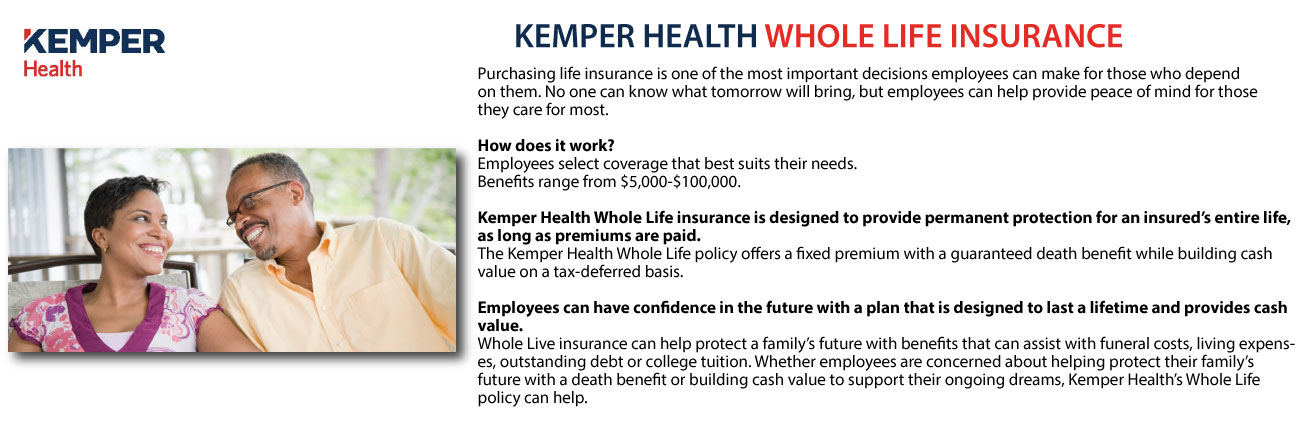 KEMPER
Health
KEMPER HEALTH WHOLE LIFE INSURANCE
Purchasing life insurance is one of the most important decisions employees can make for those who depend
on them. No one can know what tomorrow will bring, but employees can help provide peace of mind for those
they care for most.
How does it work?
Employees select coverage that best suits their needs.
Benefits range from $5,000-$100,000.
Kemper Health Whole Life insurance is designed to provide permanent protection for an insured’s entire life,
as long as premiums are paid.
The Kemper Health Whole Life policy offers a fixed premium with a guaranteed death benefit while building cash
value on a tax-deferred basis.
Employees can have confidence in the future with a plan that is designed to last a lifetime and provides cash
value.
Whole Live insurance can help protect a family’s future with benefits that can assist with funeral costs, living expens-
es, outstanding debt or college tuition. Whether employees are concerned about helping protect their family’s
future with a death benefit or building cash value to support their ongoing dreams, Kemper Health’s Whole Life
policy can help.